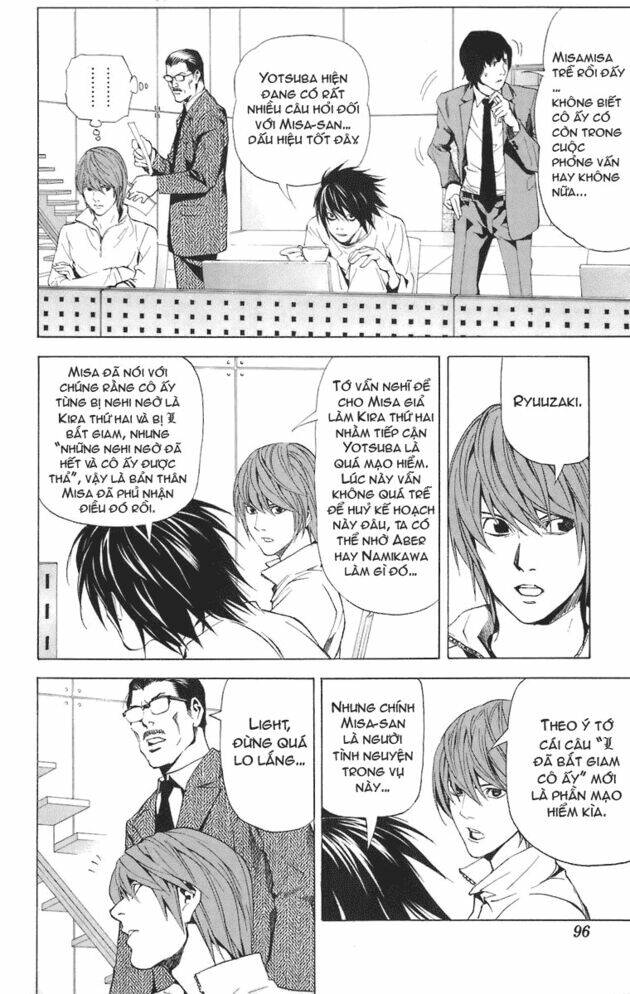 MISAMISA
TRỄ RỒI ĐẤY
...
KHÔNG BIẾT
CÔ ẤY CÓ
CÒN TRONG
CUỘC
PHỎNG VẤN
HAY KHÔNG
NỮA...
YOTSUBA HIỆN
ĐANG CÓ RẤT
NHIỀU CÂU HỎI ĐỐI
VỚI MISA-SAN...
DẤU HIỆU TỐT ĐÂY.
......
......
RYUUZAKI.
TỚ VẪN NGHĨ ĐỂ
CHO MISA GIẢ
LÀM KIRA THỨ HAI
NHẰM TIẾP CẬN
YOTSUBA LÀ
QUÁ MẠO HIỂM.
LÚC NÀY VẪN
KHÔNG QUÁ TRỄ
ĐỂ HUỶ KẾ HOẠCH
NÀY ĐÂU, TA CÓ
THỂ NHỜ ABER
HAY NAMIKAWA
LÀM GÌ ĐÓ...
MISA ĐÃ NÓI VỚI
CHÚNG RẰNG CÔ ẤY
TỪNG BỊ NGHI NGỜ LÀ
KIRA THỨ HAI VÀ BỊ L
BẮT GIAM, NHƯNG
“NHỮNG NGHI NGỜ ĐÃ
HẾT VÀ CÔ ẤY ĐƯỢC
THẢ”, VẬY LÀ BẢN THÂN
MISA ĐÃ PHỦ NHẬN
ĐIỀU ĐÓ RỒI.
THEO Ý TỚ
CÁI CÂU “L
ĐÃ BẮT GIAM
CÔ ẤY” MỚI
LÀ PHẦN MẠO
HIỂM KÌA.
NHƯNG CHÍNH
MISA-SAN
LÀ NGƯỜI
TÌNH NGUYỆN
TRONG VỤ
NÀY...
LIGHT,
ĐỪNG QUÁ
LO LẮNG...
96